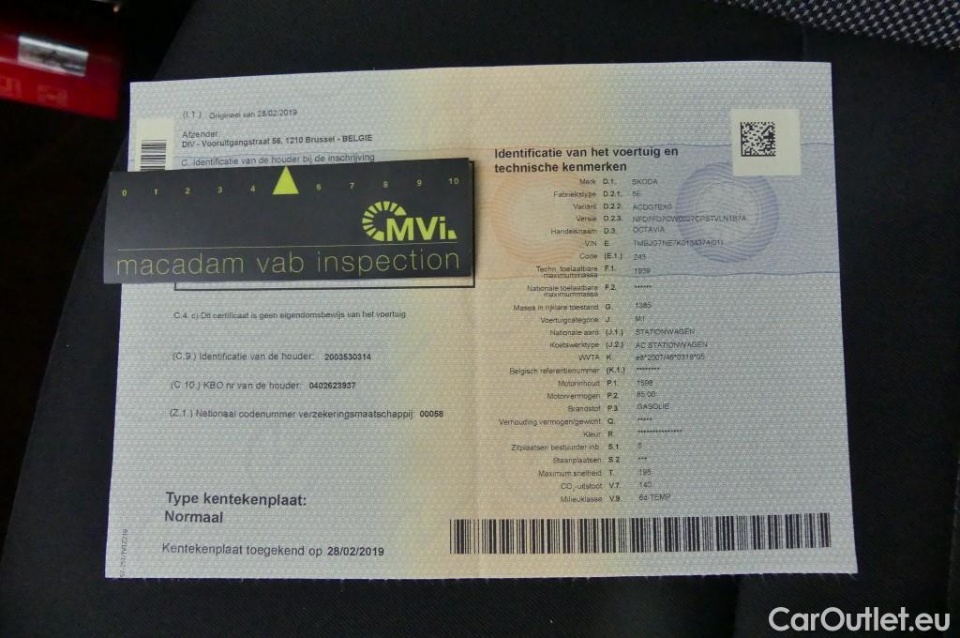 (I.1.) Origineel van 28/02/2019
Afzender:
DIV - Vooruitgangstraat 56, 1210 Brussel - BELGIE
C. Identificatie van de houder bij de inschrijving
0 1 2 3 4 6 7 8 9 10
MVi.
macadam vab inspection
C.4. c) Dit certificaat is geen eigendomsbewijs van het voertuig
(C.9.) Identificatie van de houder: 2003530314
(C 10.) KBO nr van de houder: 0402623937
(Z.1.) Nationaal codenummer verzekeringsmaatschappij: 00058
Type kentekenplaat:
Normaal
Kentekenplaat toegekend op 28/02/2019
Identificatie van het voertuig en
technische kenmerken
Merk D.1. SKODA
Fabriekstype D.2.1. 5E
Variant D.2.2.
Versie D.2.3.
Handelsnaam D.3. OCTAVIA
VIN E.
Code (E.1.) 243
Techn. toelaatbare
maximummassa F.1. 1939
Nationale toelaatbare
maximummassa F.2. ******
Massa in rijklare toestand G. 1385
Voertuigcategorie J. M1
Nationale aard (J.1.) STATIONWAGEN
Koetswerktype (J.2.) AC STATIONWAGEN
WVTA K. e8*2007/46*0318*05
Belgisch referentienummer (K.1.) ********
Motorinhoud P.1. 1598
Motorvermogen P.2. 85.00
Brandstof P.3. GASOLIE
Verhouding vermogen/gewicht Q. *****
Kleur R. ***************
Zitplaatsen bestuurder inb. S.1. 5
Staanplaatsen S.2. ***
Maximum snelheid T. 198
CO₂-uitstoot V.7. 140
Milieuklasse V.9. 6d-TEMP
CarOutlet.eu